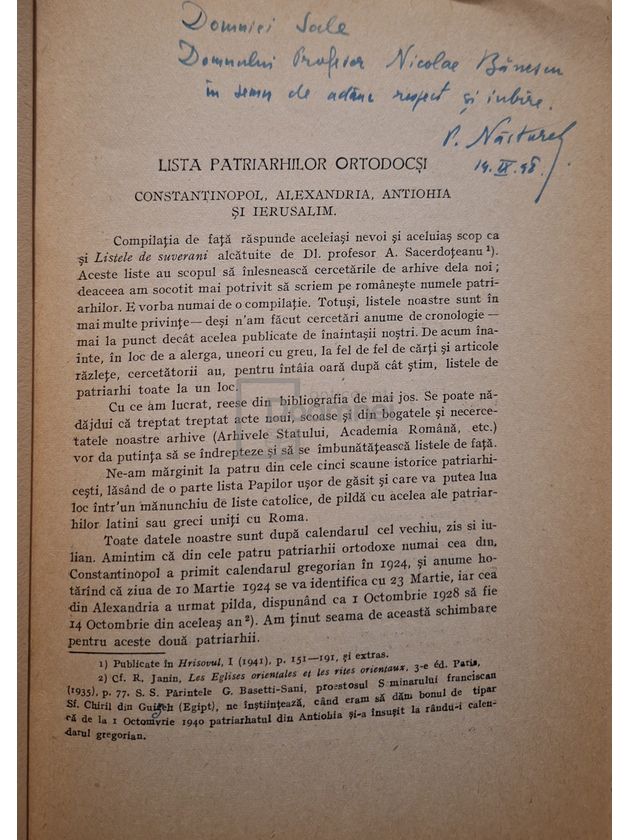 Domniei Sale
Domnului Profesor Nicolae Bănescu
în semn de adânc respect și iubire.
P. Năsturel
14.IX.48
LISTA PATRIARHILOR ORTODOCȘI
CONSTANTINOPOL, ALEXANDRIA, ANTIOHIA
ȘI IERUSALIM.
Compilația de față răspunde aceleiași nevoi și aceluiaș scop ca
și Listele de suverani alcătuite de Dl. profesor A. Sacerdoțeanu ¹).
Aceste liste au scopul să înlesnească cercetările de arhive dela noi ;
deaceea am socotit mai potrivit să scriem pe românește numele patri-
arhilor. E vorba numai de o compilație. Totuși, listele noastre sunt în
mai multe privințe — deși n'am făcut cercetări anume de cronologie —
mai la punct decât acelea publicate de înaintașii noștri. De acum îna-
inte, în loc de a alerga, uneori cu greu, la fel de fel de cărți și articole
răzlețe, cercetătorii au, pentru întâia oară după cât știm, listele de
patriarhi toate la un loc.
Cu ce am lucrat, reese din bibliografia de mai jos. Se poate nă-
dăjdui că treptat treptat acte noui, scoase și din bogatele și necerce-
tatele noastre arhive (Arhivele Statului, Academia Română, etc.)
vor da putința să se îndrepteze și să se îmbunătățească listele de față.
Ne-am mărginit la patru din cele cinci scaune istorice patriarhi-
cești, lăsând de o parte lista Papilor ușor de găsit și care va putea lua
loc într'un mănunchiu de liste catolice, de pildă cu acelea ale patriar-
hilor latini sau greci uniți cu Roma.
Toate datele noastre sunt după calendarul cel vechiu, zis si iu-
lian. Amintim că din cele patru patriarhii ortodoxe numai cea din,
Constantinopol a primit calendarul gregorian în 1924, și anume ho-
tărînd că ziua de 10 Martie 1924 se va identifica cu 23 Martie, iar cea
din Alexandria a urmat pilda, dispunând ca 1 Octombrie 1928 să fie
14 Octombrie din aceleaș an ²). Am ținut seama de această schimbare
pentru aceste două patriarhii.
1) Publicate în Hrisovul, I (1941), p. 151—191, și extras.
2) Cf. R. Janin, Les Eglises orientales et les rites orientaux, 3-e éd. Paris,
(1935), p. 77. S. S. Părintele G. Basetti-Sani, proestosul S minarului franciscan
Sf. Chiril din Guizeh (Egipt), ne înștiințează, când eram să dăm bonul de tipar
că de la 1 Octomvrie 1940 patriarhatul din Antiohia și-a însușit la rându-i calen-
darul gregorian.